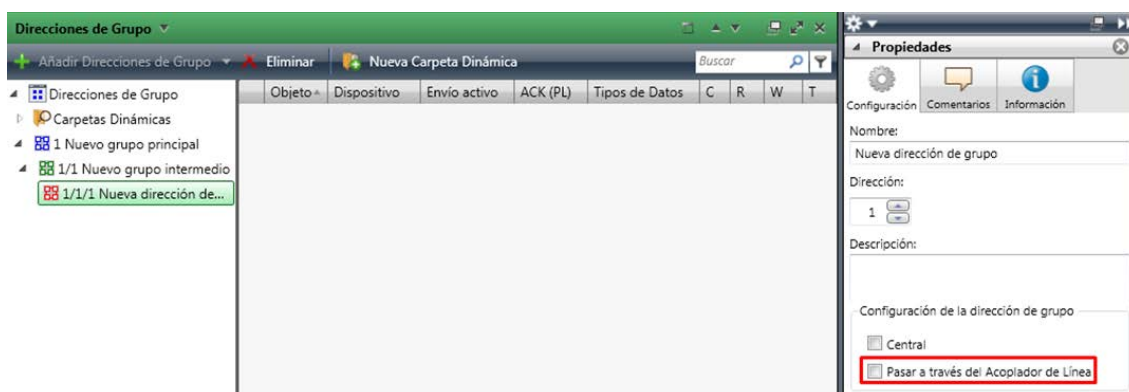 Direcciones de Grupo
Añadir Direcciones de Grupo Eliminar Nueva Carpeta Dinámica Buscar
Objeto Dispositivo Envío activo ACK (PL) Tipos de Datos C R W T
Direcciones de Grupo
Carpetas Dinámicas
1 Nuevo grupo principal
1/1 Nuevo grupo intermedio
1/1/1 Nueva dirección de...
Propiedades
Configuración Comentarios Información
Nombre:
Nueva dirección de grupo
Dirección:
1
Descripción:
Configuración de la dirección de grupo
Central
Pasar a través del Acoplador de Línea